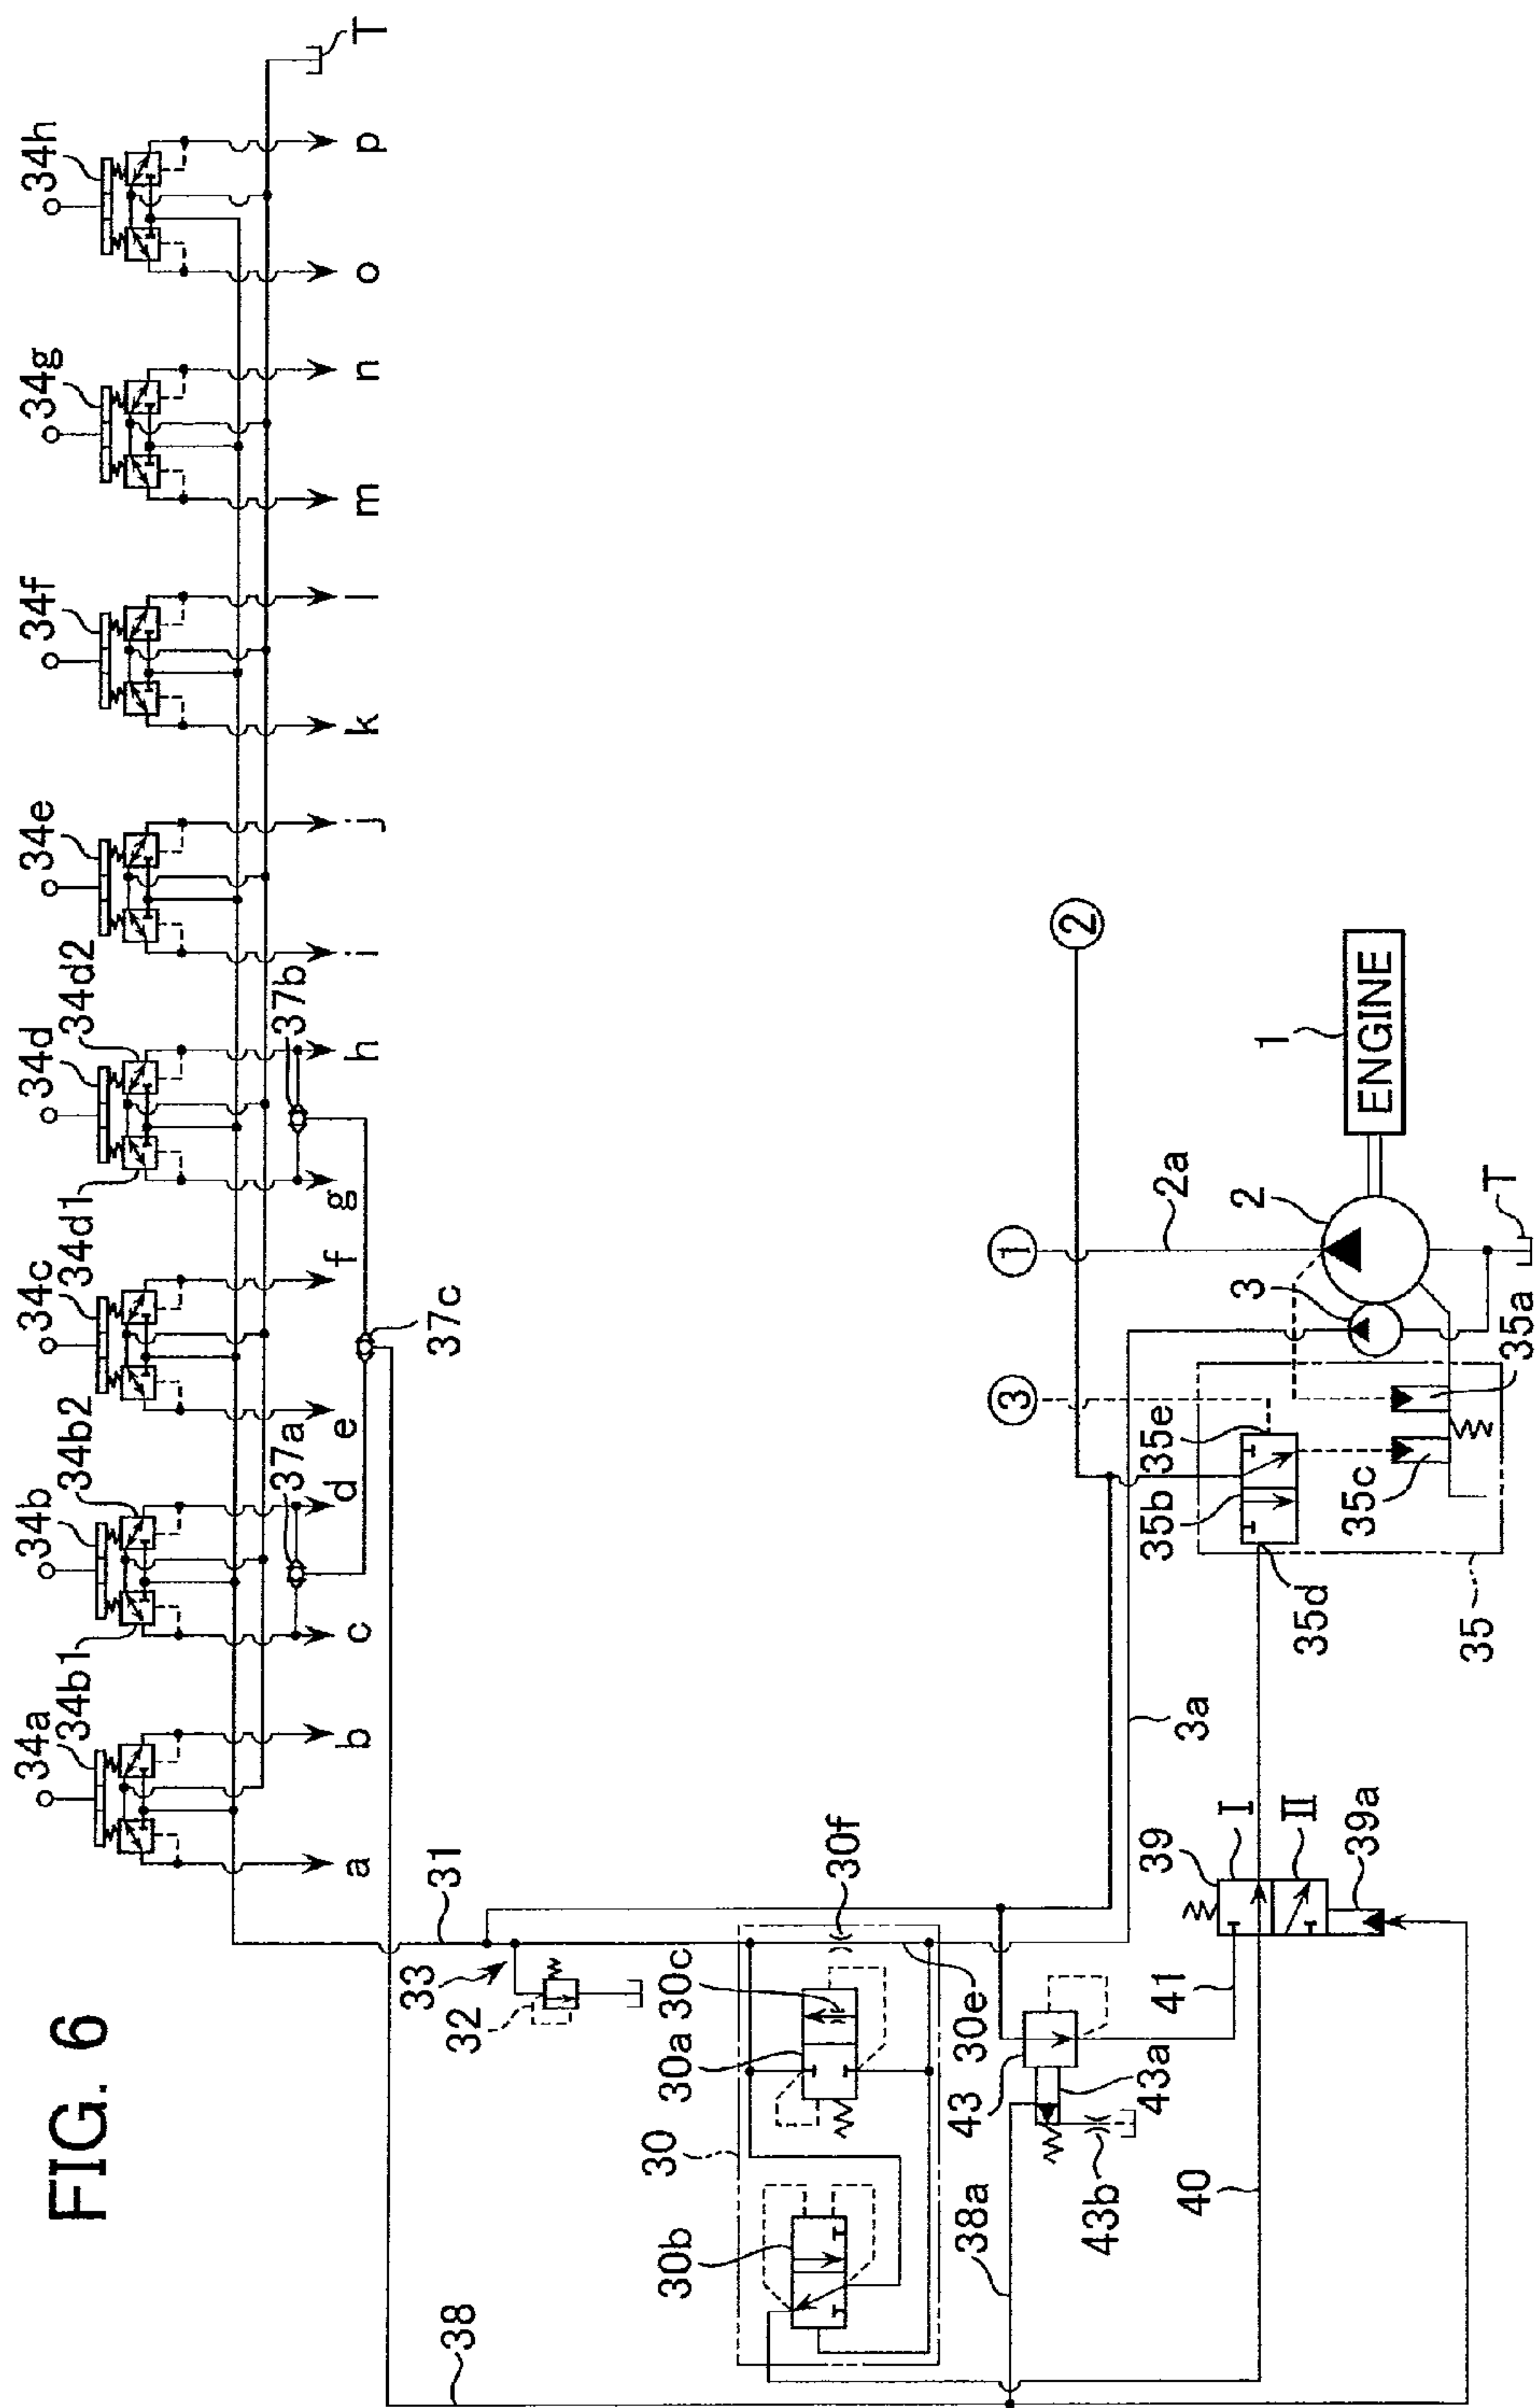 FIG. 6
34a
34b1
34b
34b2
34c
34d1
34d
34d2
34e
34f
34g
34h
T
a
b
c
d
e
f
g
h
i
j
k
l
m
n
o
p
37a
37b
37c
31
33
32
38
30
30a
30b
30c
30e
30f
38a
43
43a
43b
40
41
39
I
II
39a
3a
35
35a
35b
35c
35d
35e
1
2
3
2a
2
3
1
ENGINE
T